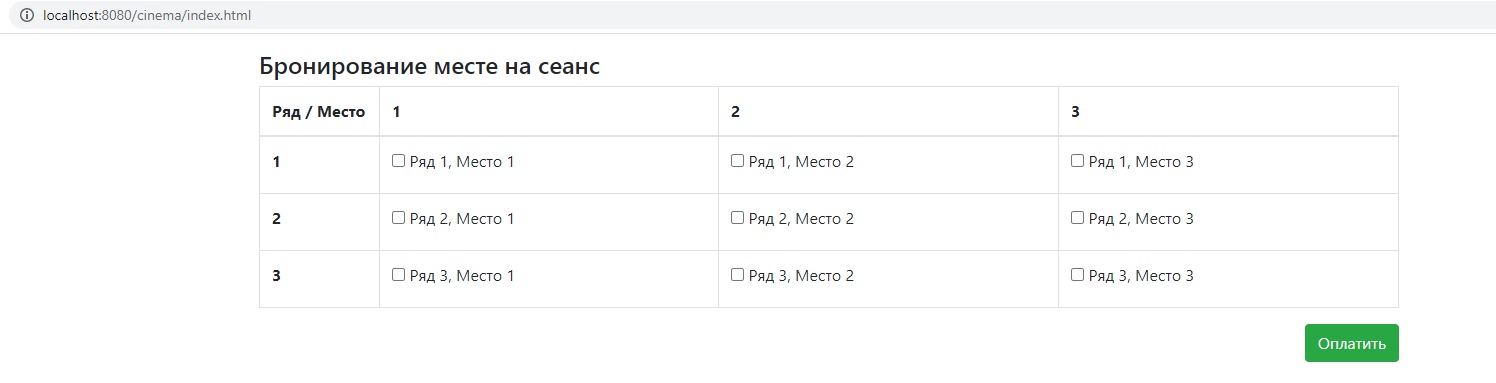 localhost:8080/cinema/index.html
Бронирование месте на сеанс
Ряд / Место 1 2 3
1 Ряд 1, Место 1 Ряд 1, Место 2 Ряд 1, Место 3
2 Ряд 2, Место 1 Ряд 2, Место 2 Ряд 2, Место 3
3 Ряд 3, Место 1 Ряд 3, Место 2 Ряд 3, Место 3
Оплатить